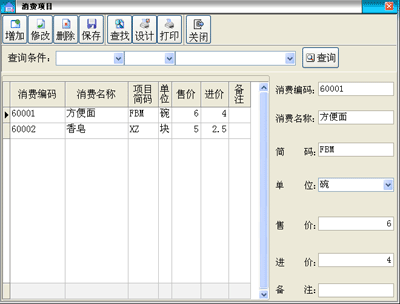 消费项目
增加 修改 删除 保存 查找 设计 打印 关闭
查询条件： 查询
消费编码 消费名称 项目简码 单位 售价 进价 备注
60001 方便面 FBM 碗 6 4
60002 香皂 XZ 块 5 2.5
消费编码: 60001
消费名称: 方便面
简 码: FBM
单 位: 碗
售 价: 6
进 价: 4
备 注: